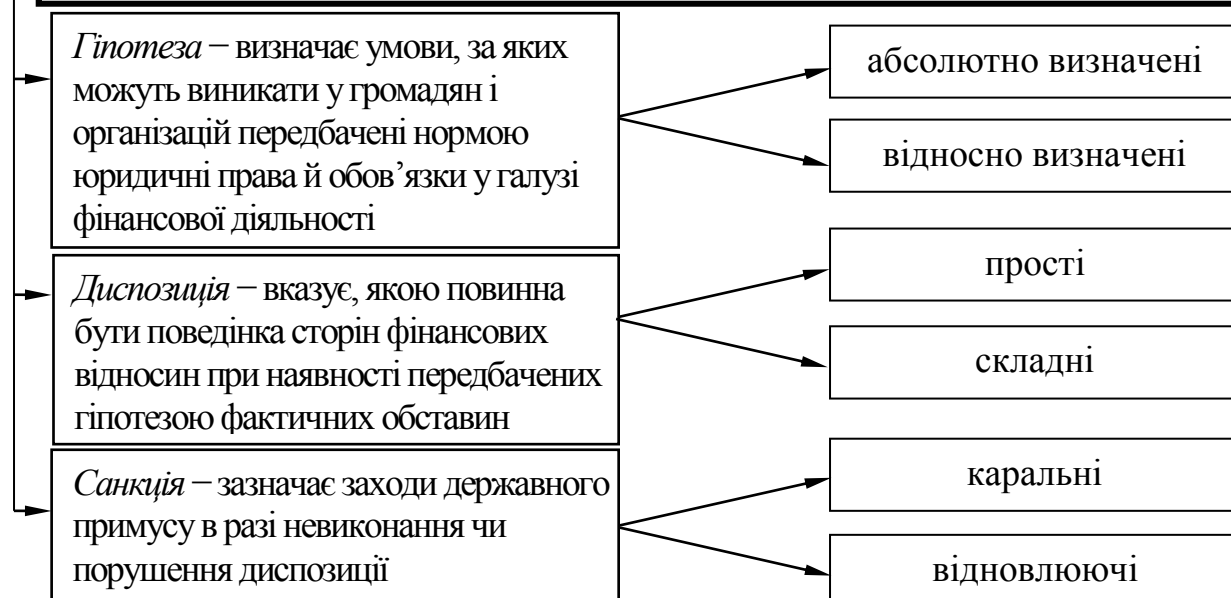 Гіпотеза – визначає умови, за яких
можуть виникати у громадян і
організацій передбачені нормою
юридичні права й обов’язки у галузі
фінансової діяльності
абсолютно визначені
відносно визначені
Диспозиція – вказує, якою повинна
бути поведінка сторін фінансових
відносин при наявності передбачених
гіпотезою фактичних обставин
прості
складні
Санкція – зазначає заходи державного
примусу в разі невиконання чи
порушення диспозиції
каральні
відновлюючі